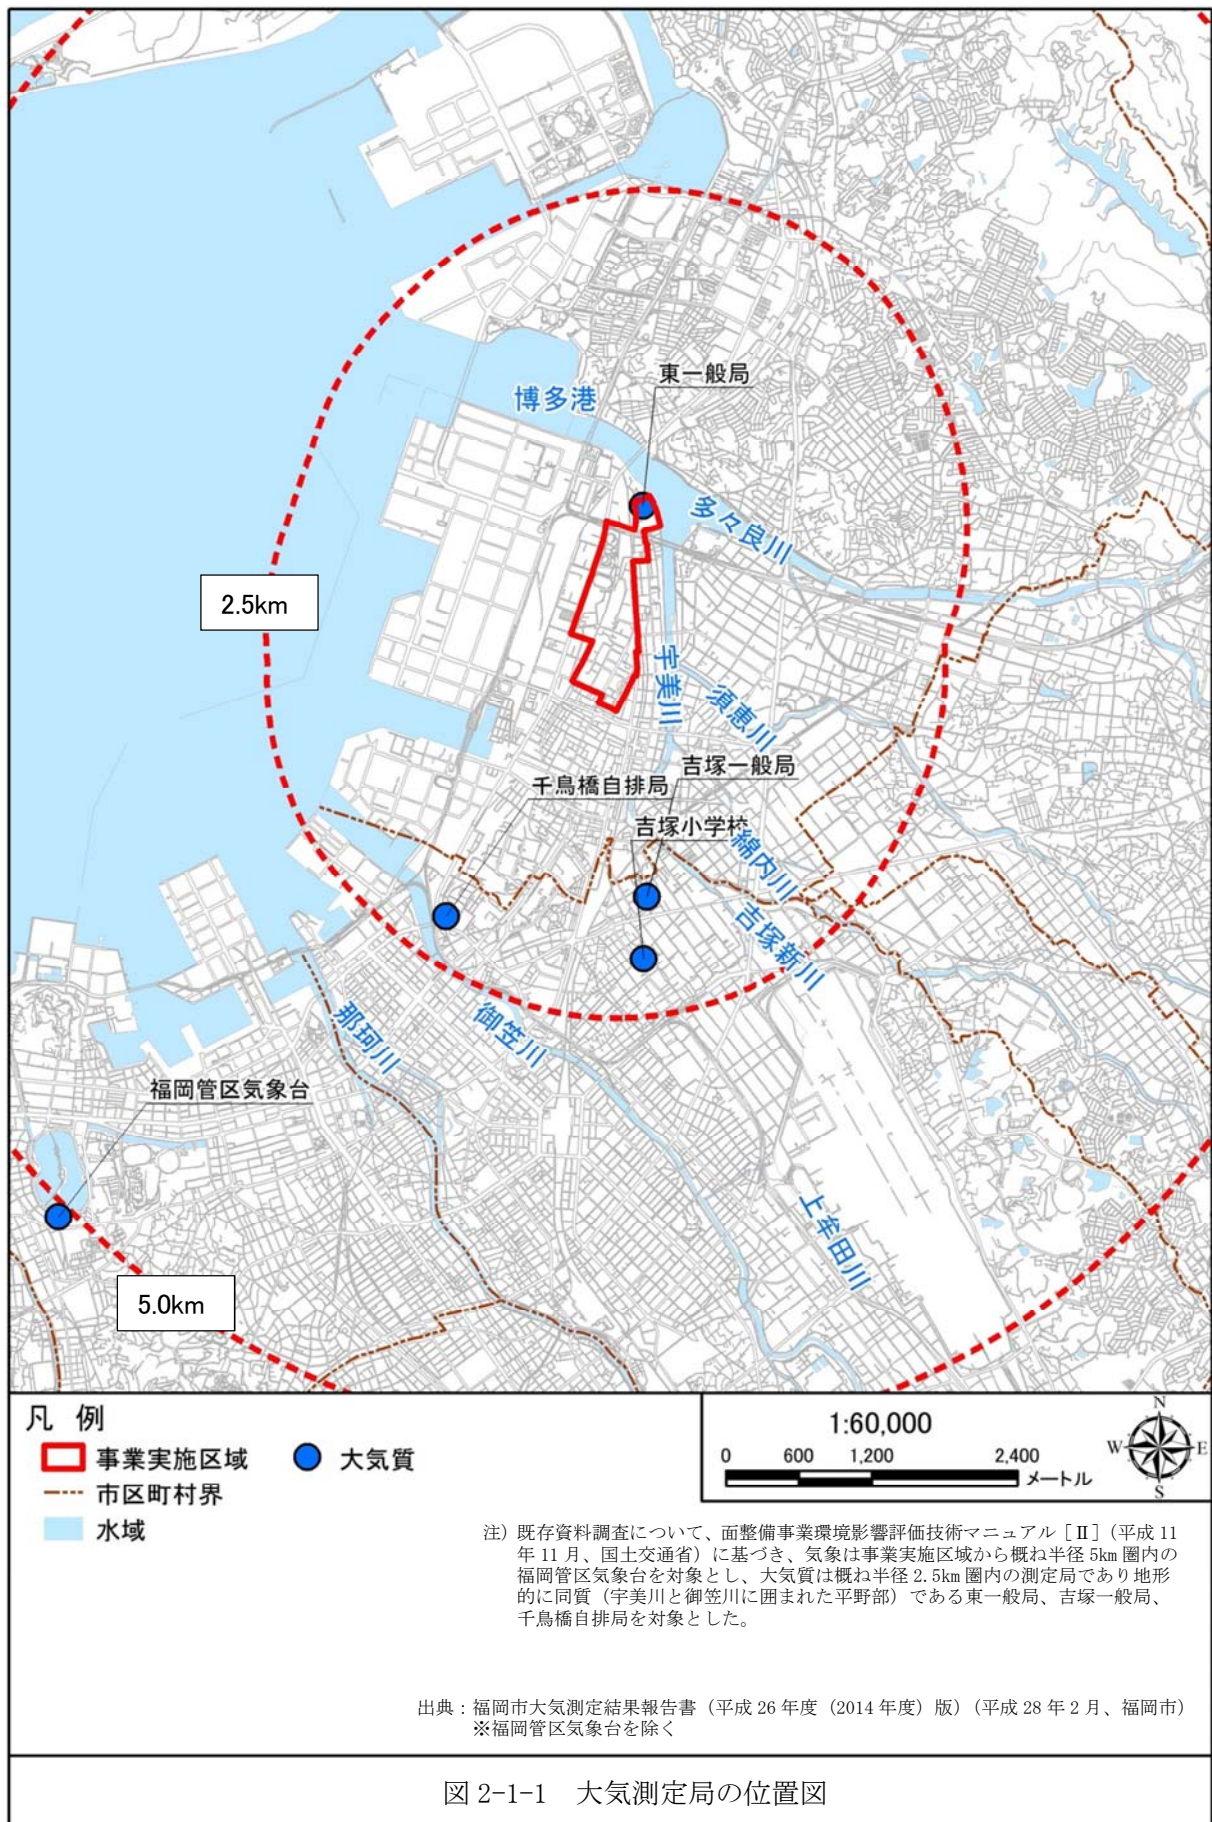 東一般局
博多港
多々良川
2.5km
宇美川
須恵川
吉塚一般局
千鳥橋自排局
吉塚小学校
綿内川
吉塚新川
御笠川
那珂川
福岡管区気象台
上牟田川
5.0km
凡 例
事業実施区域
大気質
市区町村界
水域
1:60,000
0 600 1,200 2,400
メートル
N
W E
S
注）既存資料調査について、面整備事業環境影響評価技術マニュアル［Ⅱ］（平成 11
年 11 月、国土交通省）に基づき、気象は事業実施区域から概ね半径 5km 圏内の
福岡管区気象台を対象とし、大気質は概ね半径 2.5km 圏内の測定局であり地形
的に同質（宇美川と御笠川に囲まれた平野部）である東一般局、吉塚一般局、
千鳥橋自排局を対象とした。
出典：福岡市大気測定結果報告書（平成 26 年度（2014 年度）版）（平成 28 年 2 月、福岡市）
※福岡管区気象台を除く
図 2-1-1 大気測定局の位置図